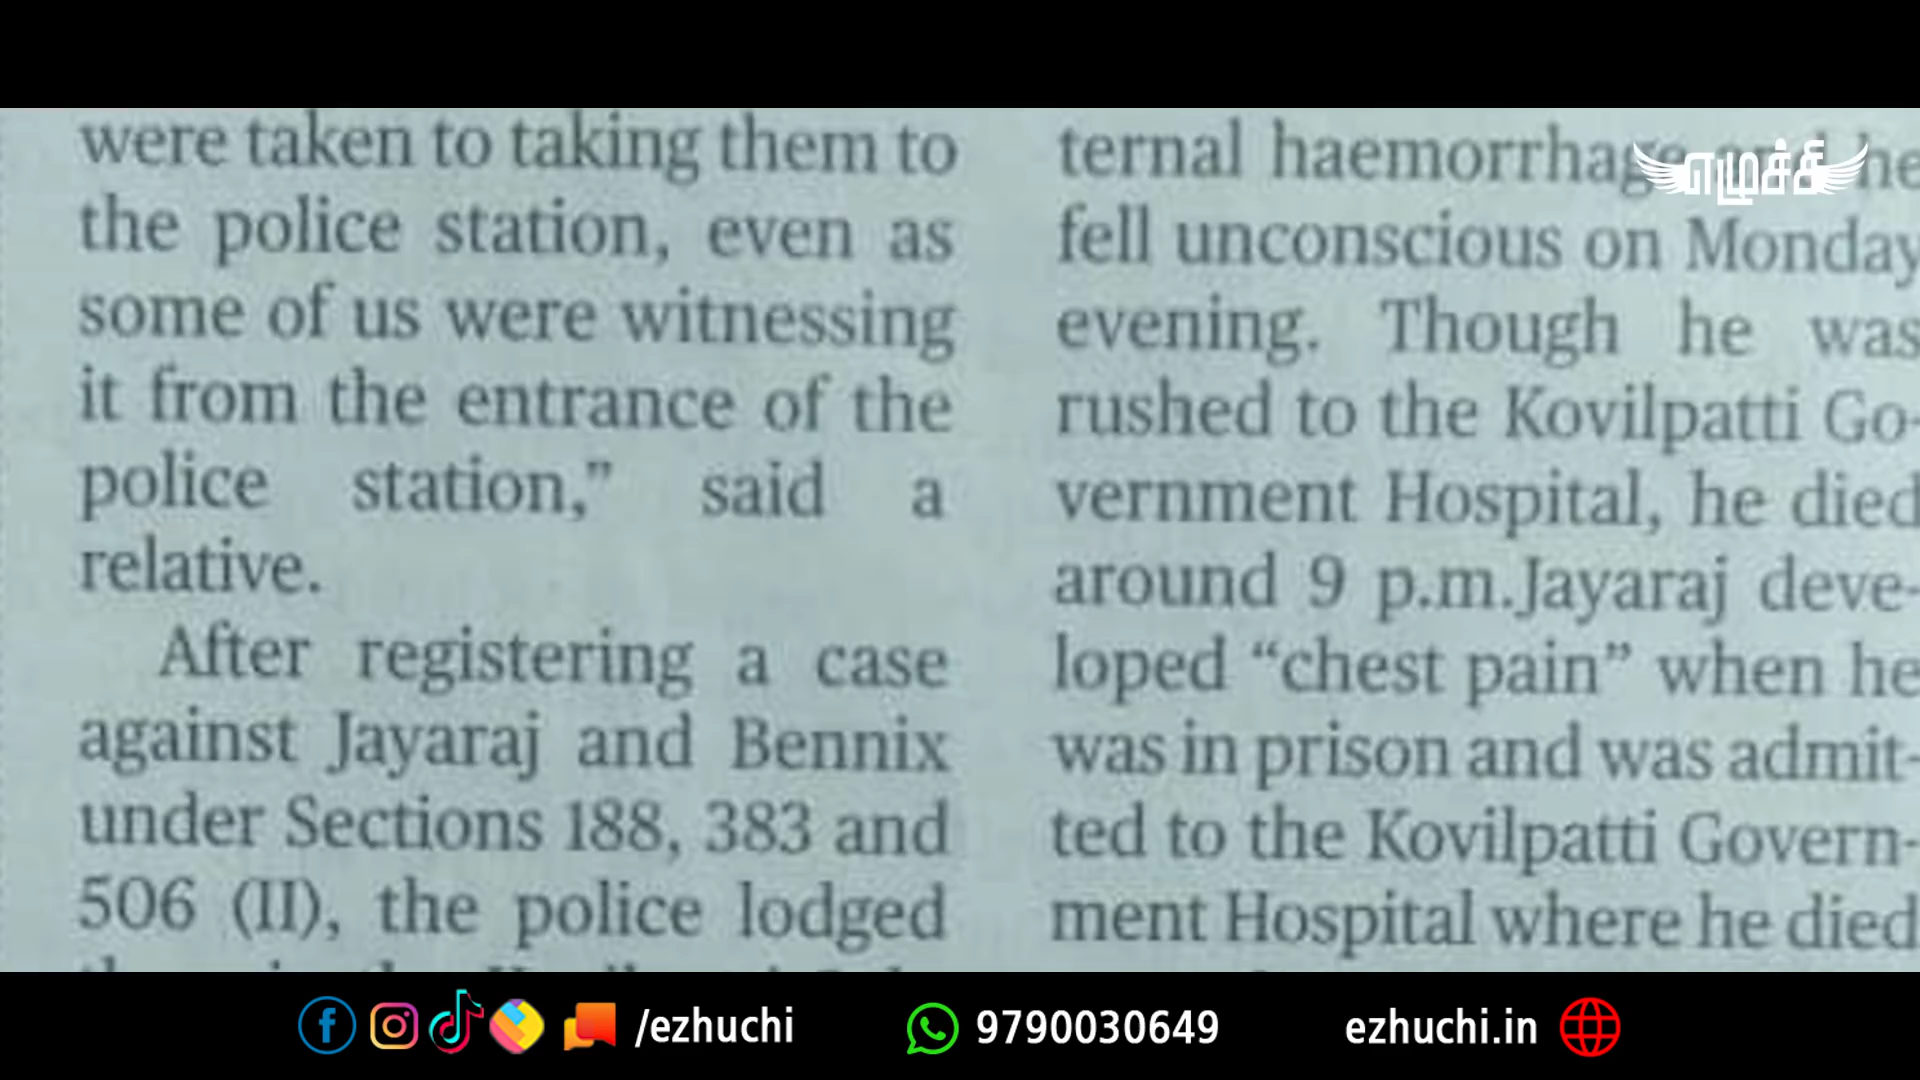 were taken to taking them to
the police station, even as
some of us were witnessing
it from the entrance of the
police station,” said a
relative.
After registering a case
against Jayaraj and Bennix
under Sections 188, 383 and
506 (II), the police lodged
ternal haemorrhage and he
fell unconscious on Monday
evening. Though he was
rushed to the Kovilpatti Go-
vernment Hospital, he died
around 9 p.m.Jayaraj deve-
loped “chest pain” when he
was in prison and was admit-
ted to the Kovilpatti Govern-
ment Hospital where he died
எழுச்சி
/ezhuchi
9790030649
ezhuchi.in